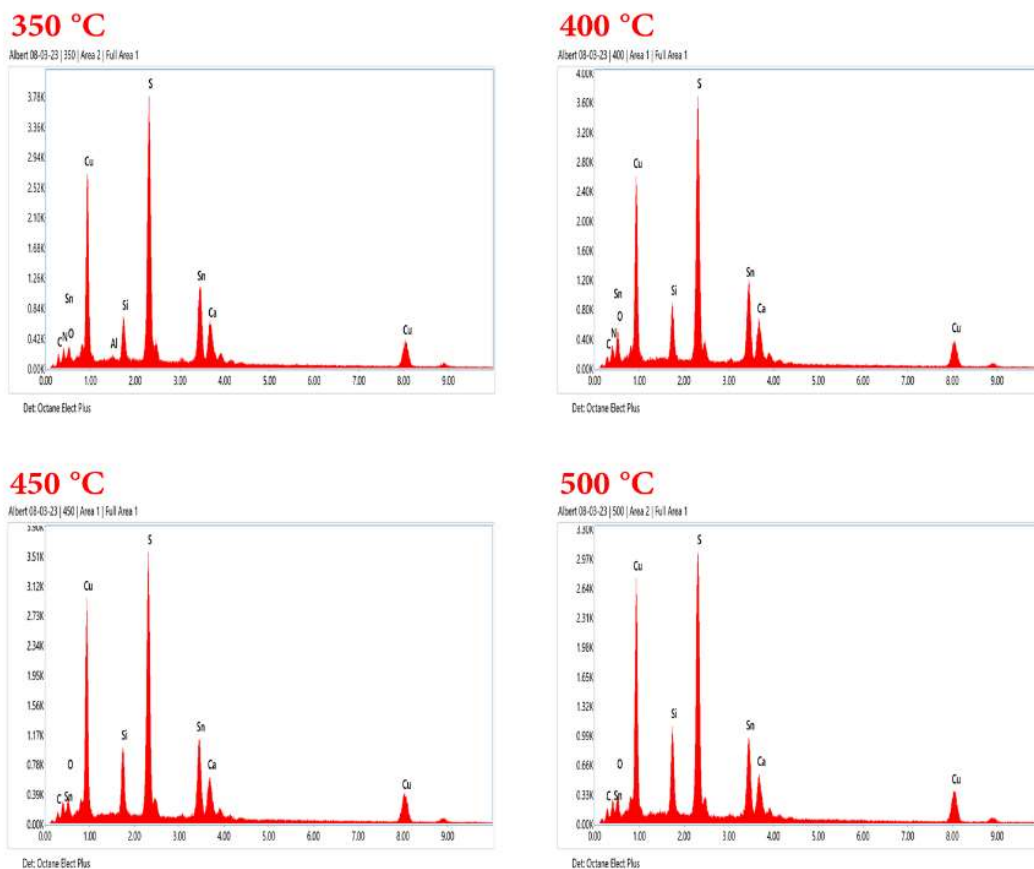 350 °C
Albert 08-03-23 | 350 | Area 2 | Full Area 1
3.78K
3.36K
2.94K
2.52K
2.10K
1.68K
1.26K
0.84K
0.42K
0.00K
S
Cu
Sn
C N O
Al
Si
Sn
Ca
Cu
0.00 1.00 2.00 3.00 4.00 5.00 6.00 7.00 8.00 9.00
Det: Octane Elect Plus
400 °C
Albert 08-03-23 | 400 | Area 1 | Full Area 1
4.00K
3.60K
3.20K
2.80K
2.40K
2.00K
1.60K
1.20K
0.80K
0.40K
0.00K
S
Cu
Sn
O
N
C
Si
Sn
Ca
Cu
0.00 1.00 2.00 3.00 4.00 5.00 6.00 7.00 8.00 9.00
Det: Octane Elect Plus
450 °C
Albert 08-03-23 | 450 | Area 1 | Full Area 1
3.90K
3.51K
3.12K
2.73K
2.34K
1.95K
1.56K
1.17K
0.78K
0.39K
0.00K
S
Cu
O
C Sn
Si
Sn
Ca
Cu
0.00 1.00 2.00 3.00 4.00 5.00 6.00 7.00 8.00 9.00
Det: Octane Elect Plus
500 °C
Albert 08-03-23 | 500 | Area 2 | Full Area 1
3.30K
2.97K
2.64K
2.31K
1.98K
1.65K
1.32K
0.99K
0.66K
0.33K
0.00K
S
Cu
O
C Sn
Si
Sn
Ca
Cu
0.00 1.00 2.00 3.00 4.00 5.00 6.00 7.00 8.00 9.00
Det: Octane Elect Plus